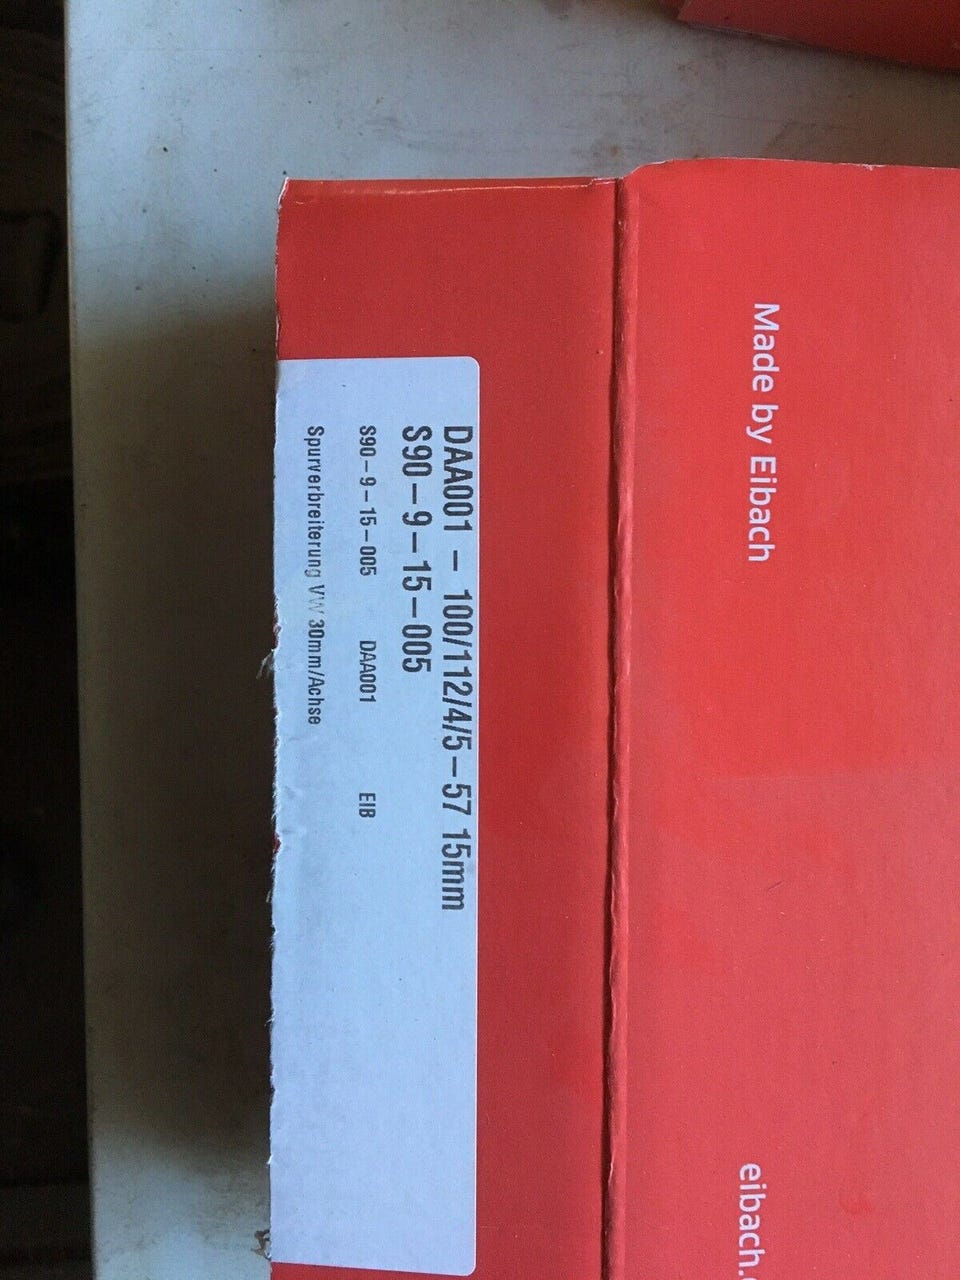 Made by Eibach
eibach.
DAA001 – 100/112/4/5–57 15mm
S90–9–15–005
S90–9–15–005 DAA001 EIB
Spurverbreiterung VW 30mm/Achse